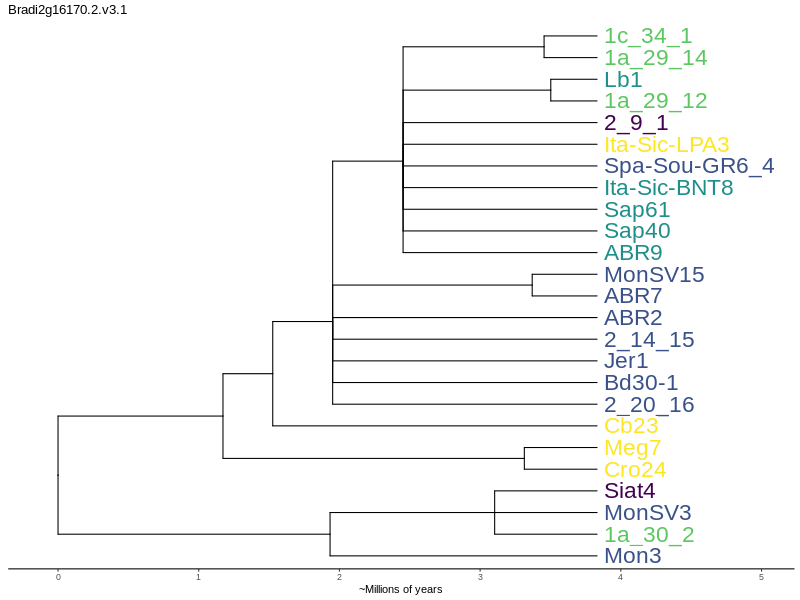 Bradi2g16170.2.v3.1
1c_34_1
1a_29_14
Lb1
1a_29_12
2_9_1
Ita-Sic-LPA3
Spa-Sou-GR6_4
Ita-Sic-BNT8
Sap61
Sap40
ABR9
MonSV15
ABR7
ABR2
2_14_15
Jer1
Bd30-1
2_20_16
Cb23
Meg7
Cro24
Siat4
MonSV3
1a_30_2
Mon3
0 1 2 3 4 5
~Millions of years